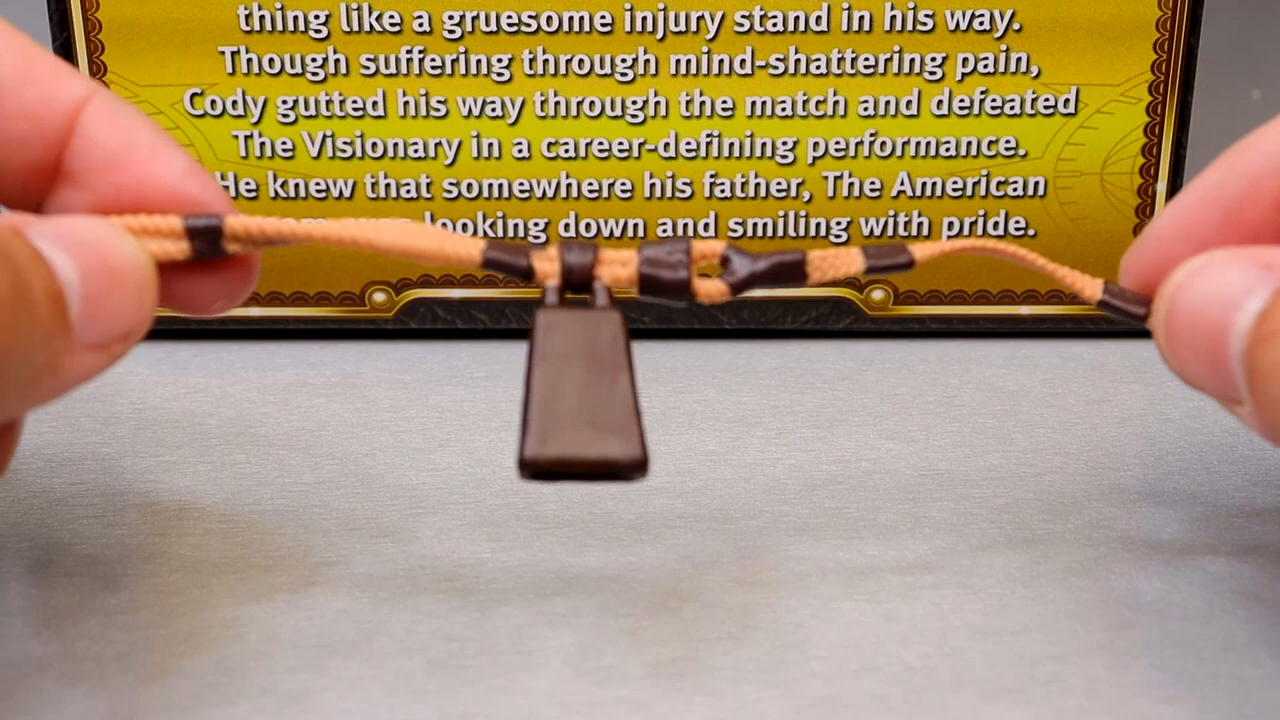 thing like a gruesome injury stand in his way.
Though suffering through mind-shattering pain,
Cody gutted his way through the match and defeated
The Visionary in a career-defining performance.
He knew that somewhere his father, The American
looking down and smiling with pride.